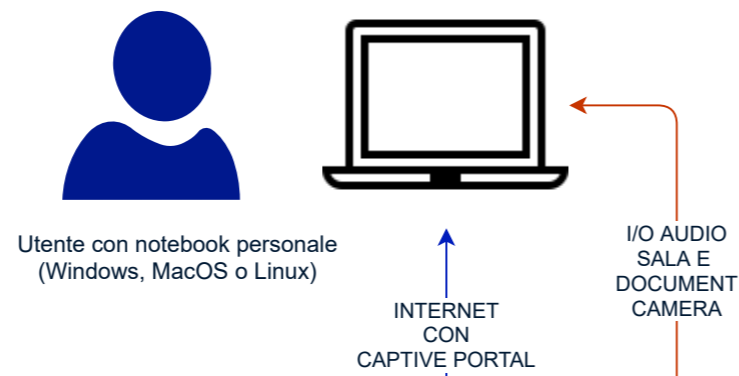 Utente con notebook personale
(Windows, MacOS o Linux)
INTERNET
CON
CAPTIVE PORTAL
I/O AUDIO
SALA E
DOCUMENT
CAMERA